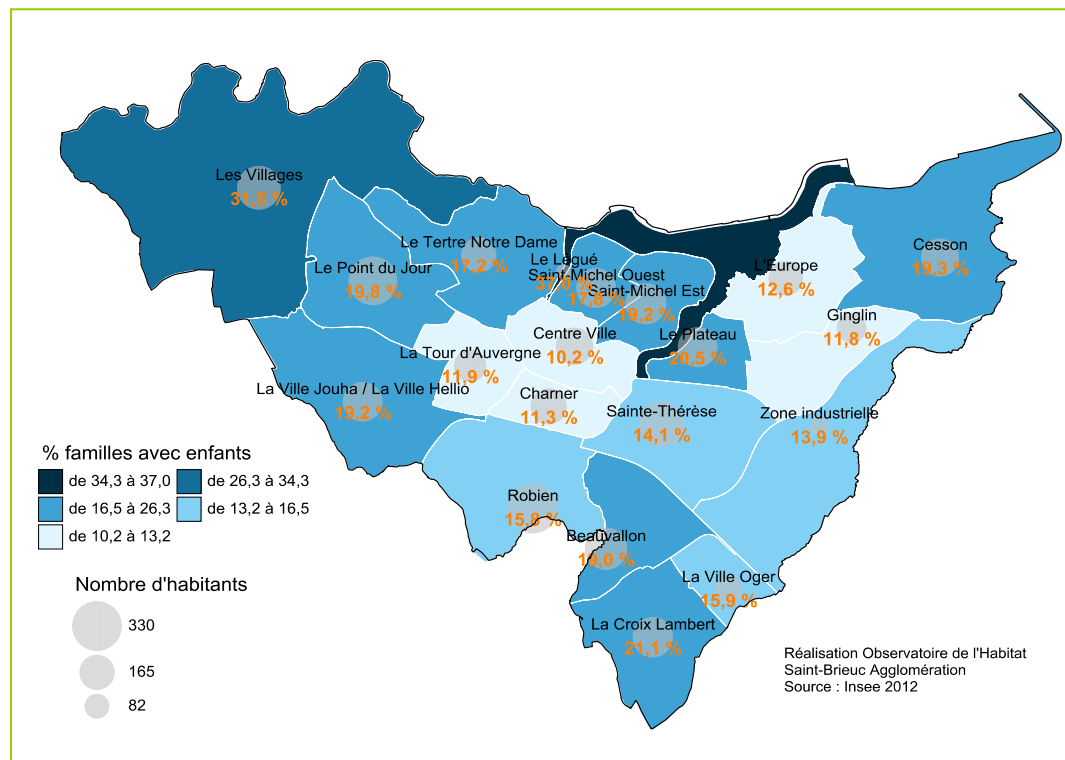 Les Villages
31,5 %
Le Tertre Notre Dame
17,2 %
Le Point du Jour
19,8 %
Le Légué
37,0 %
Saint-Michel Ouest
17,8 %
Saint-Michel Est
19,2 %
L'Europe
12,6 %
Cesson
19,3 %
Ginglin
11,8 %
Centre Ville
10,2 %
Le Plateau
20,5 %
La Tour d'Auvergne
11,9 %
La Ville Jouha / La Ville Hellio
19,2 %
Charner
11,3 %
Sainte-Thérèse
14,1 %
Zone industrielle
13,9 %
Robien
15,8 %
Beauvallon
19,0 %
La Ville Oger
15,9 %
La Croix Lambert
21,1 %
% familles avec enfants
de 34,3 à 37,0
de 26,3 à 34,3
de 16,5 à 26,3
de 13,2 à 16,5
de 10,2 à 13,2
Nombre d'habitants
330
165
82
Réalisation Observatoire de l'Habitat
Saint-Brieuc Agglomération
Source : Insee 2012